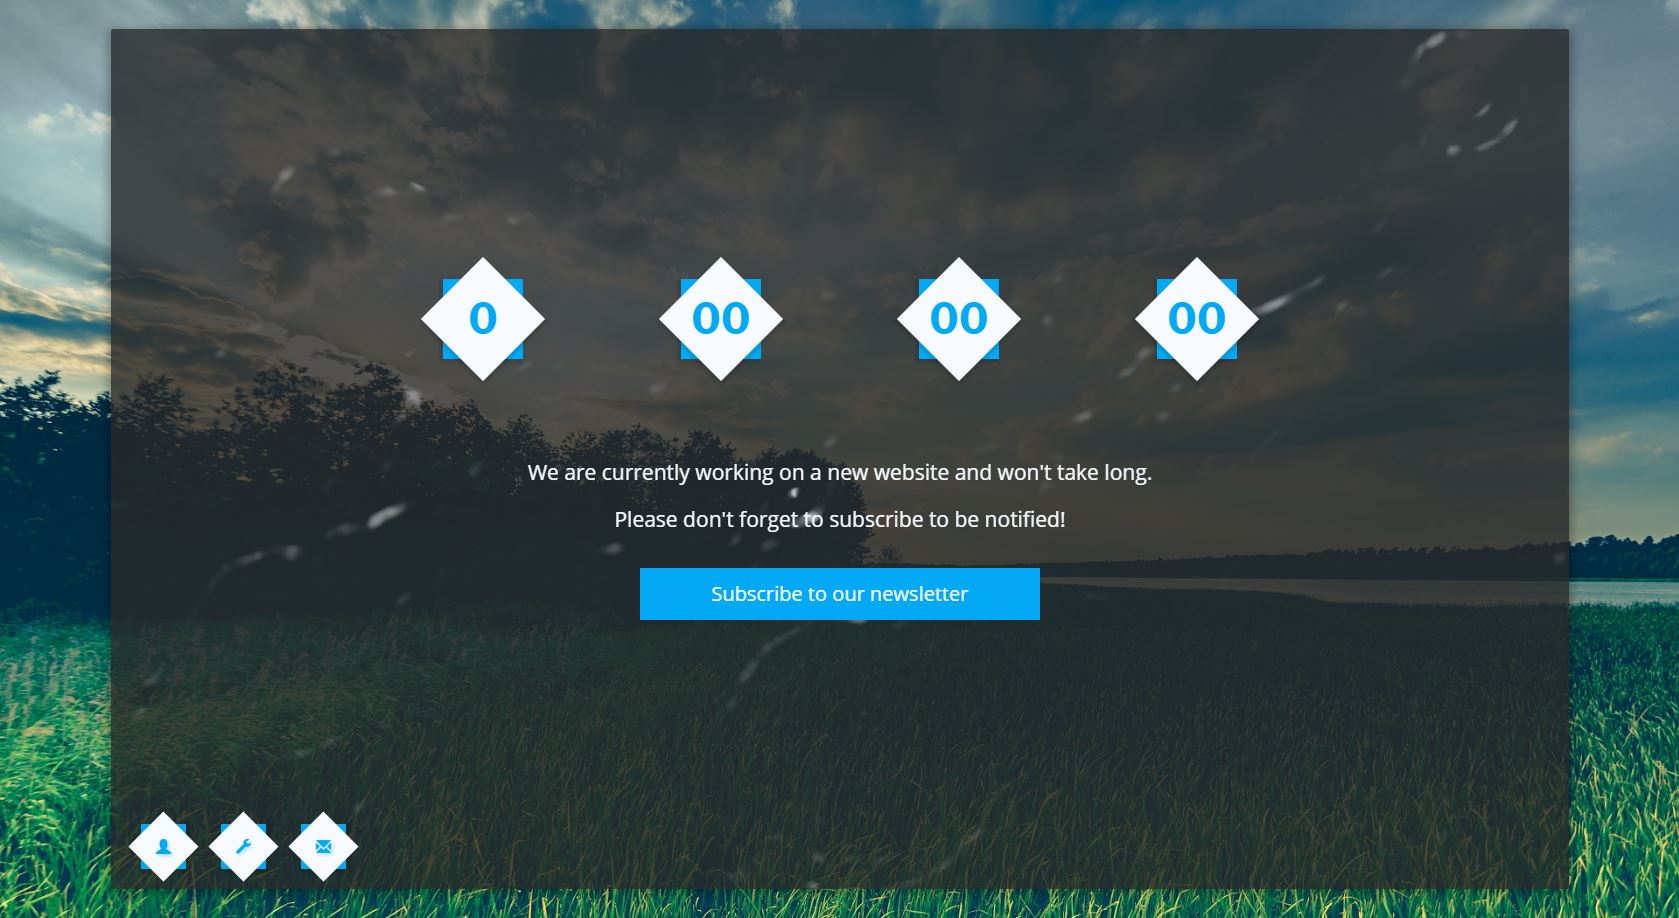 0 00 00 00
We are currently working on a new website and won't take long.
Please don't forget to subscribe to be notified!
Subscribe to our newsletter